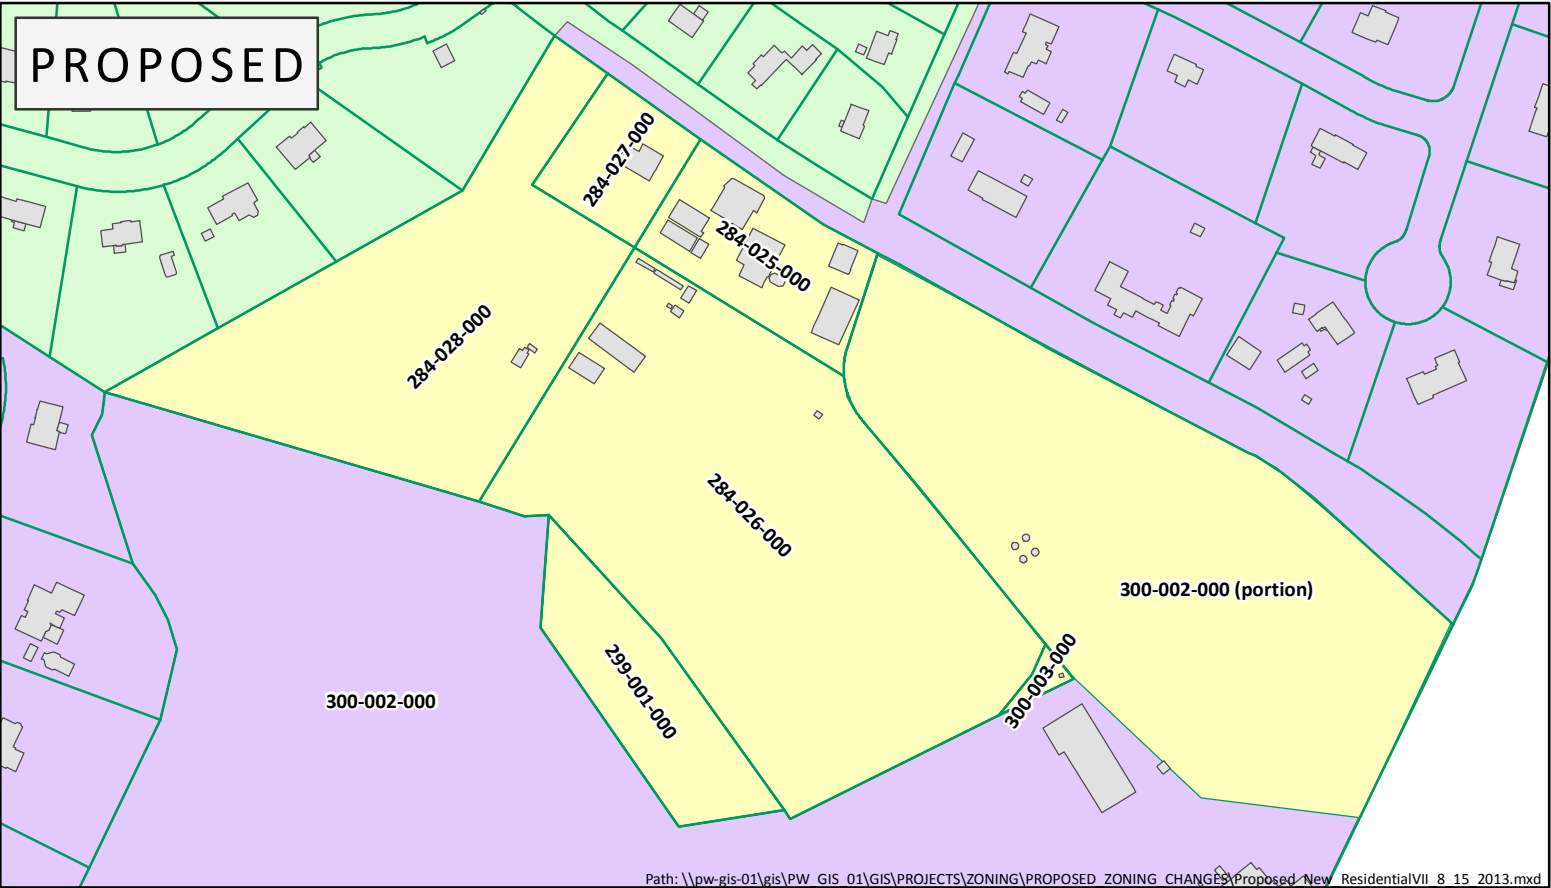 PROPOSED
284-027-000
284-025-000
284-028-000
284-026-000
300-002-000 (portion)
299-001-000
300-003-000
300-002-000
Path: \\pw-gis-01\gis\PW_GIS_01\GIS\PROJECTS\ZONING\PROPOSED_ZONING_CHANGES\Proposed_New_ResidentialVII_8_15_2013.mxd